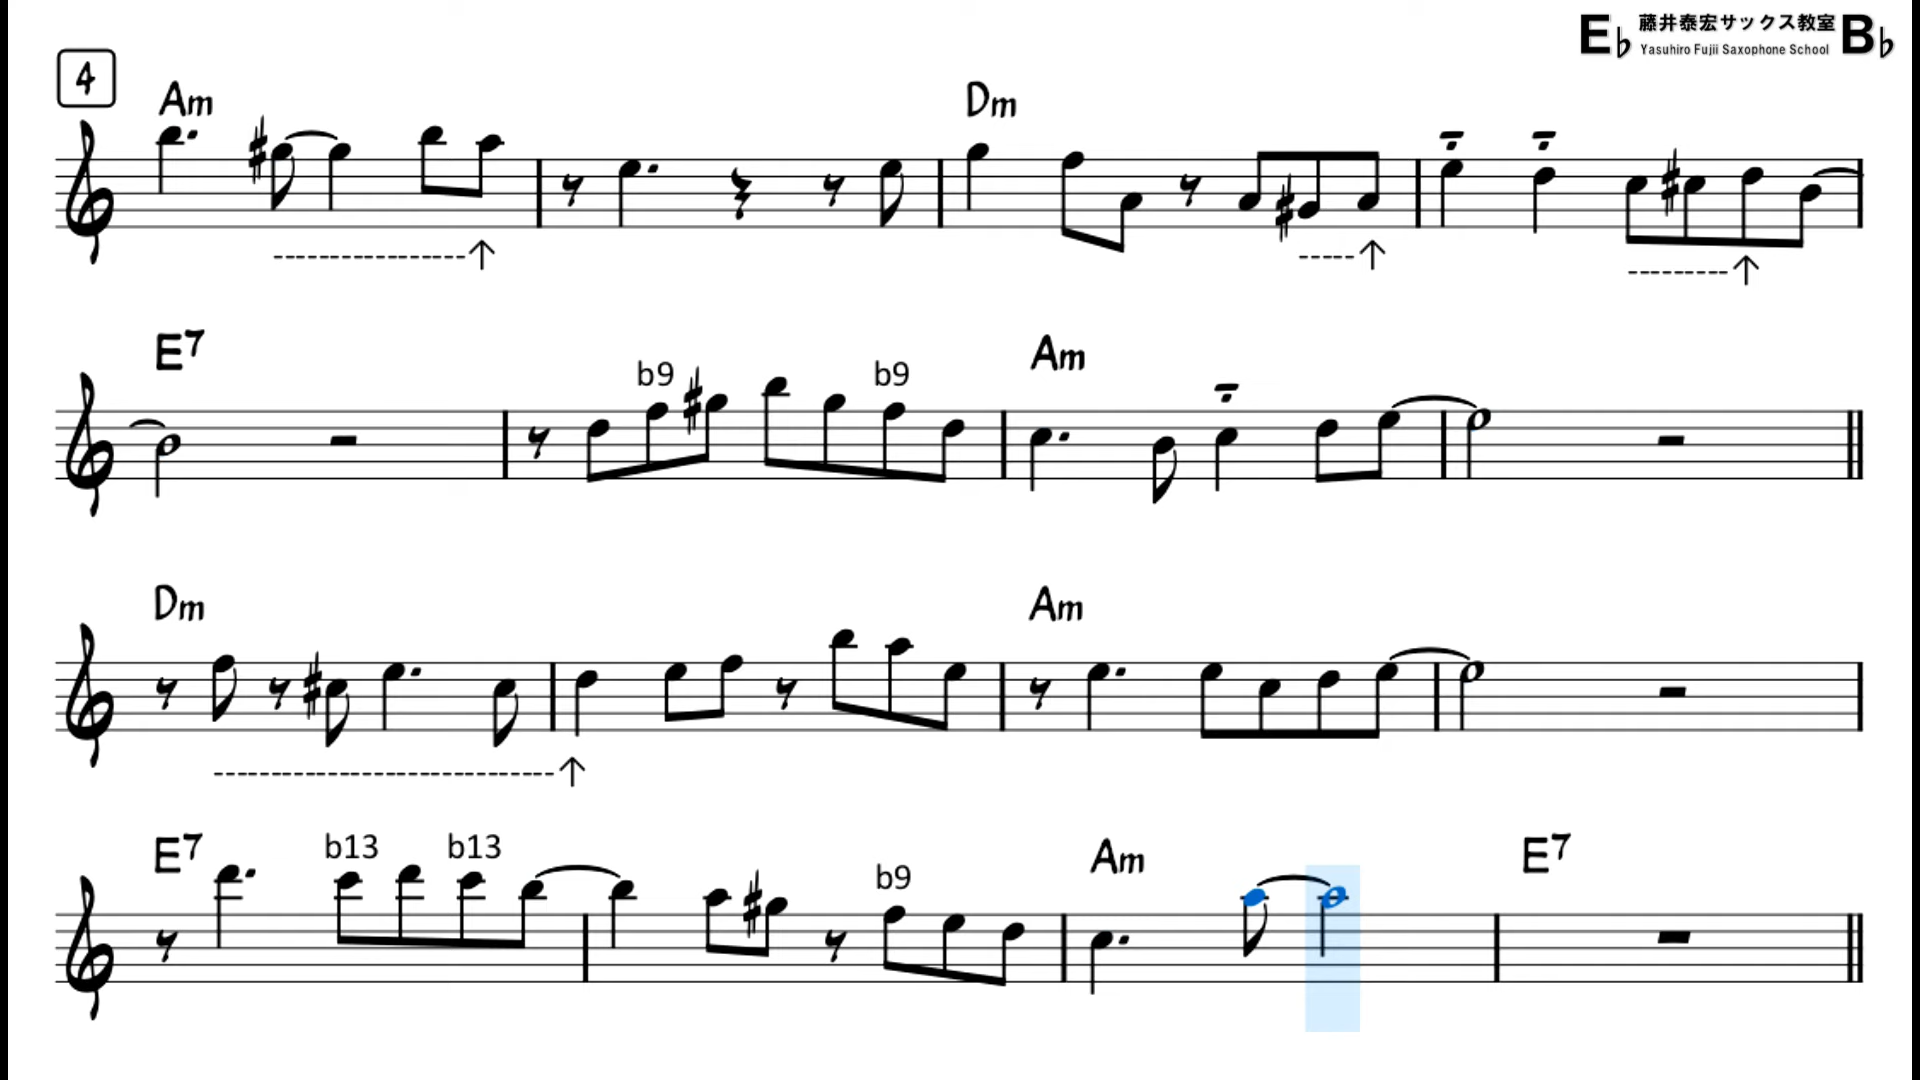 E♭ 藤井泰宏サックス教室 B♭
Yasuhiro Fujii Saxophone School
4
Am Dm
E7 b9 b9 Am
Dm Am
E7 b13 b13 b9 Am E7